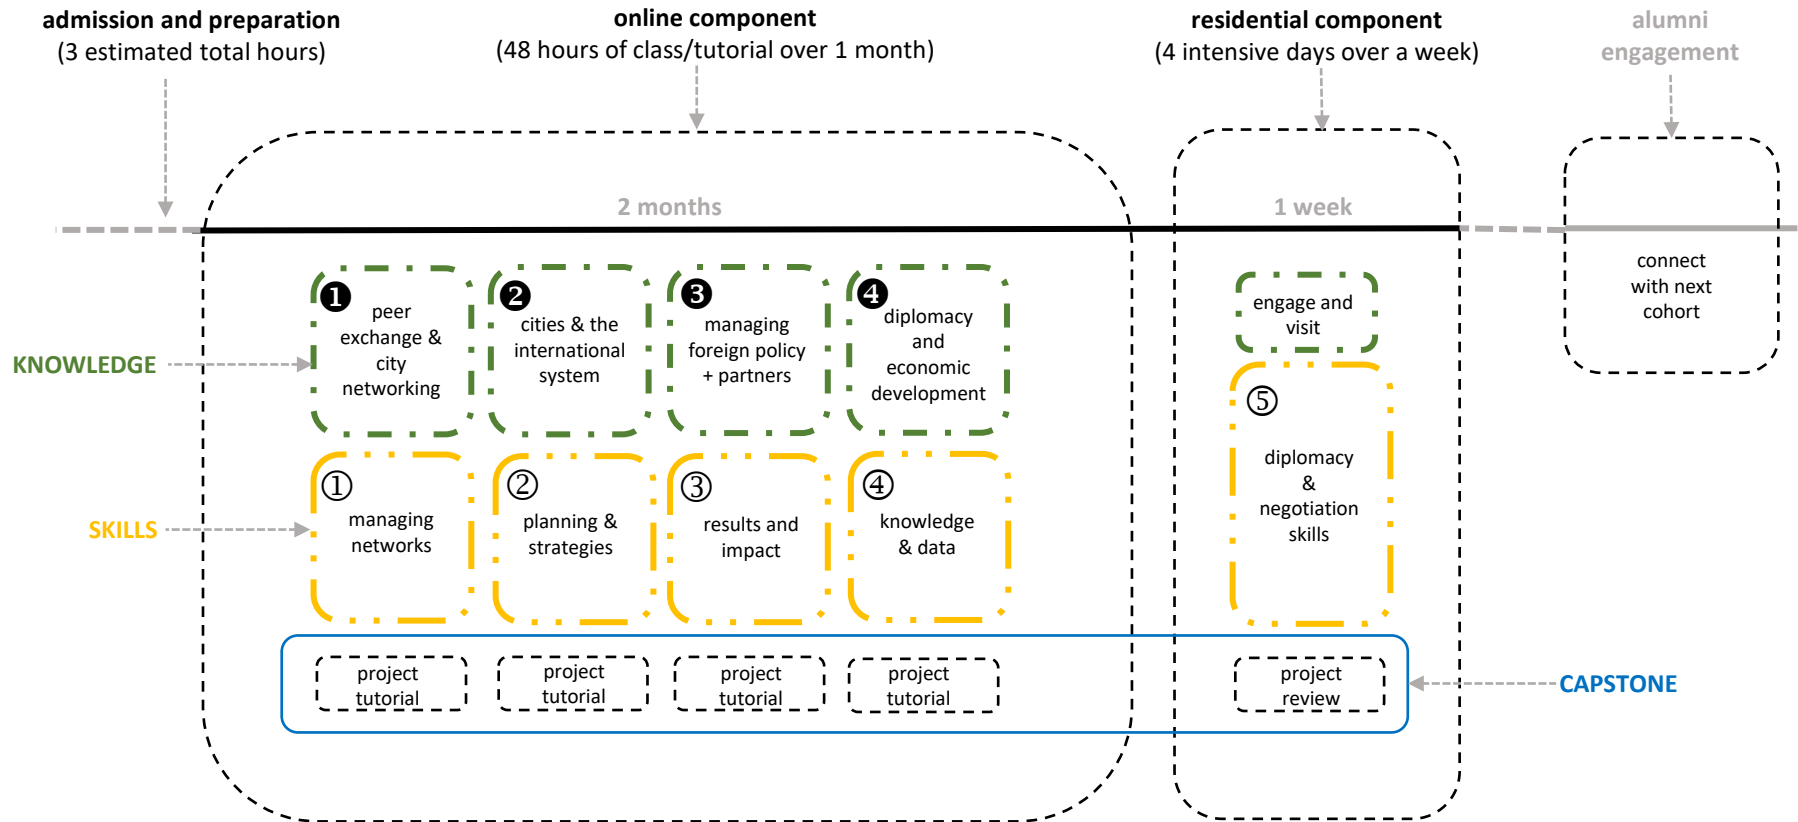 admission and preparation
(3 estimated total hours)
online component
(48 hours of class/tutorial over 1 month)
residential component
(4 intensive days over a week)
alumni
engagement
2 months
1 week
KNOWLEDGE
❶
peer
exchange &
city
networking
❷
cities & the
international
system
❸
managing
foreign policy
+ partners
❹
diplomacy
and
economic
development
engage and
visit
connect
with next
cohort
SKILLS
①
managing
networks
②
planning &
strategies
③
results and
impact
④
knowledge
& data
⑤
diplomacy
&
negotiation
skills
project
tutorial
project
tutorial
project
tutorial
project
tutorial
project
review
CAPSTONE